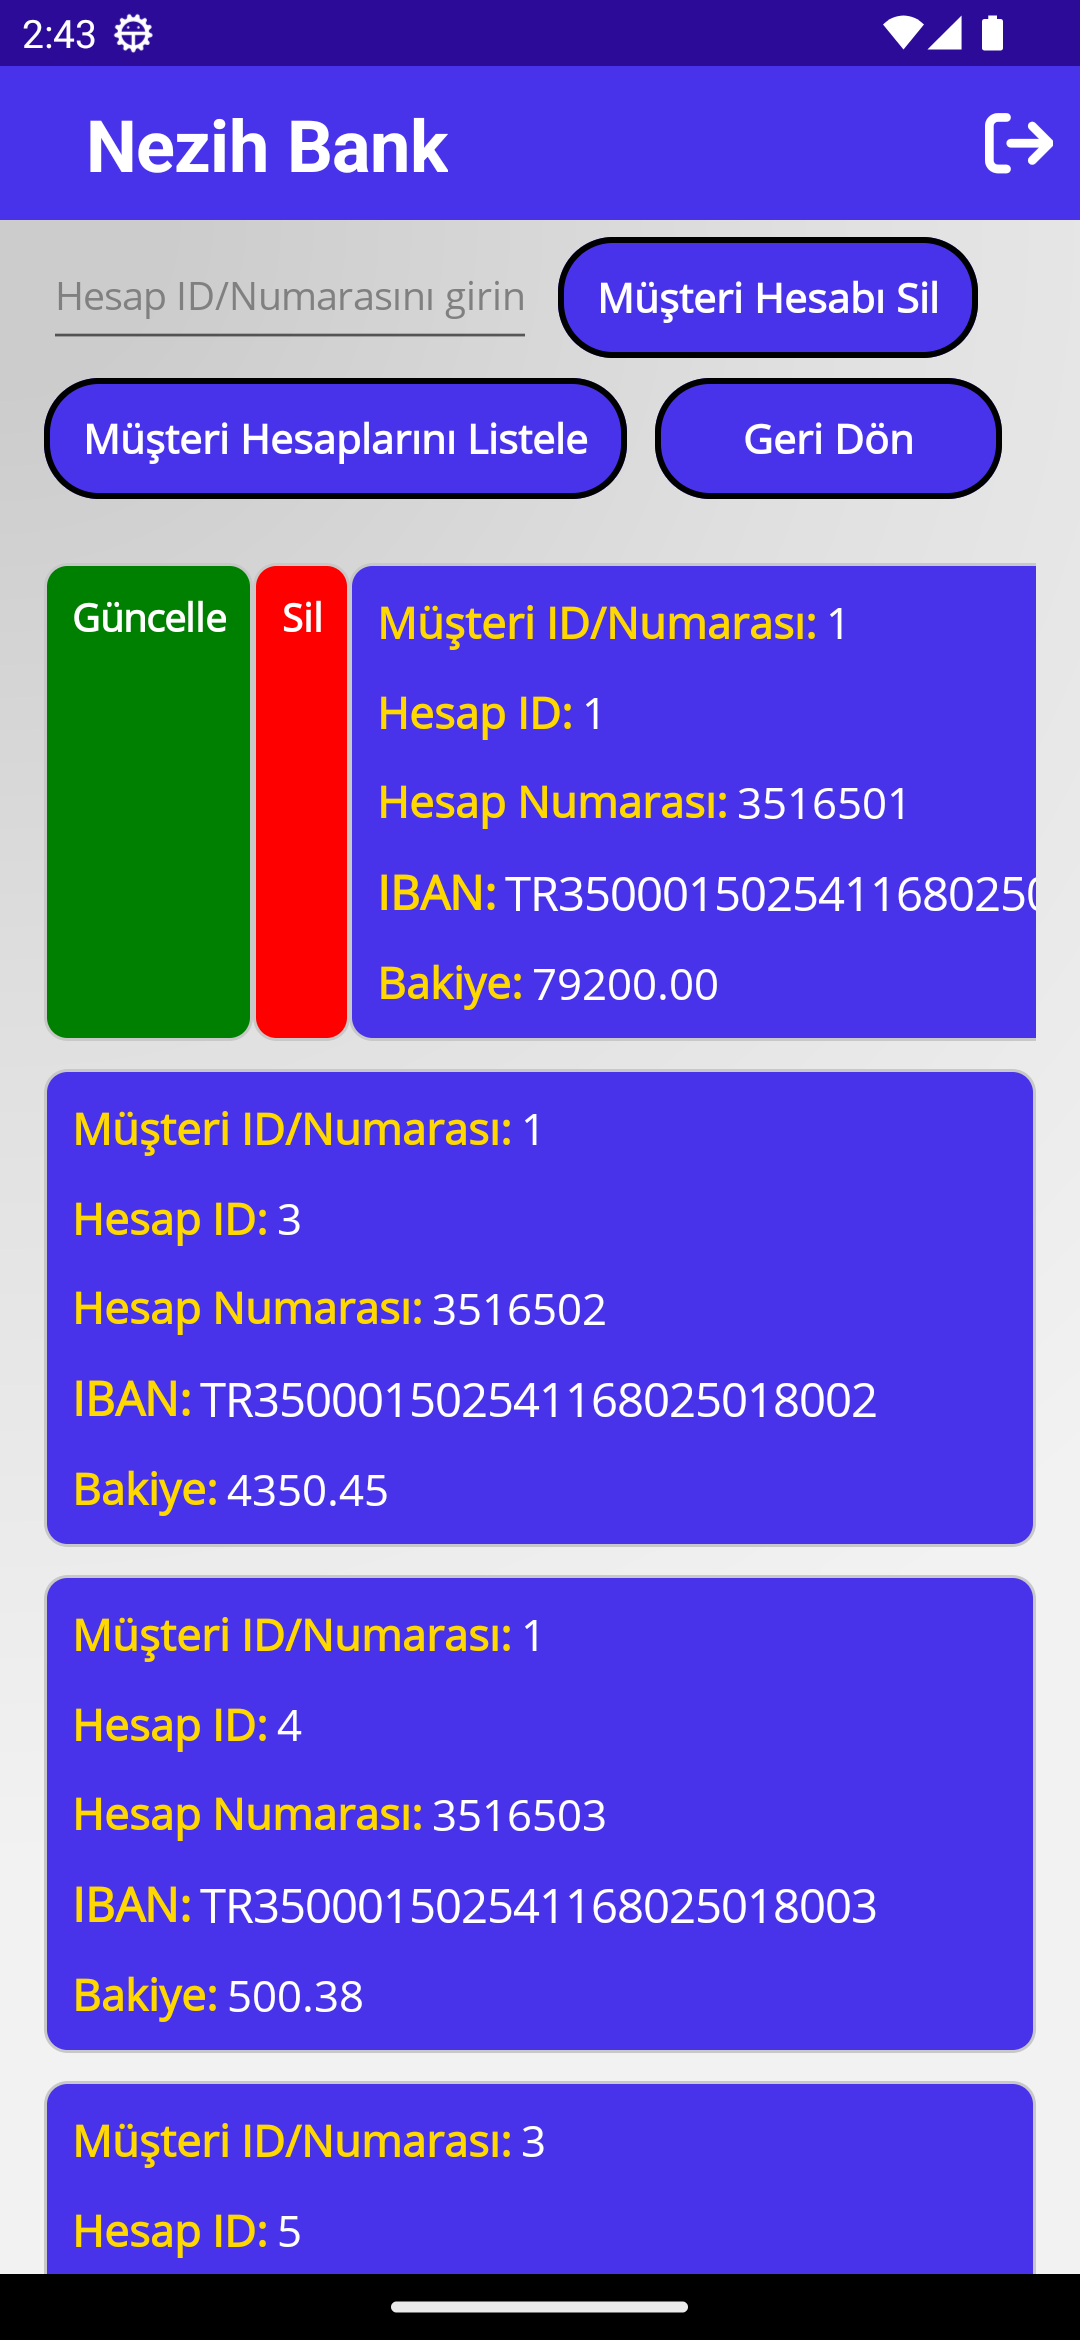 2:43
Nezih Bank
Hesap ID/Numarasını girin
Müşteri Hesabı Sil
Müşteri Hesaplarını Listele
Geri Dön
Güncelle
Sil
Müşteri ID/Numarası: 1
Hesap ID: 1
Hesap Numarası: 3516501
IBAN: TR3500015025411680250
Bakiye: 79200.00
Müşteri ID/Numarası: 1
Hesap ID: 3
Hesap Numarası: 3516502
IBAN: TR350001502541168025018002
Bakiye: 4350.45
Müşteri ID/Numarası: 1
Hesap ID: 4
Hesap Numarası: 3516503
IBAN: TR350001502541168025018003
Bakiye: 500.38
Müşteri ID/Numarası: 3
Hesap ID: 5